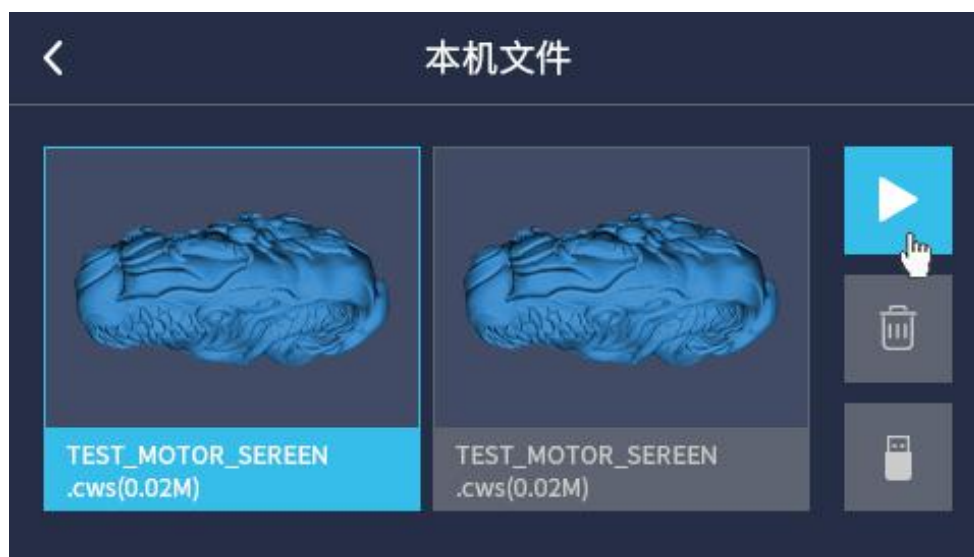 本机文件
TEST_MOTOR_SEREEN
.cws(0.02M)
TEST_MOTOR_SEREEN
.cws(0.02M)